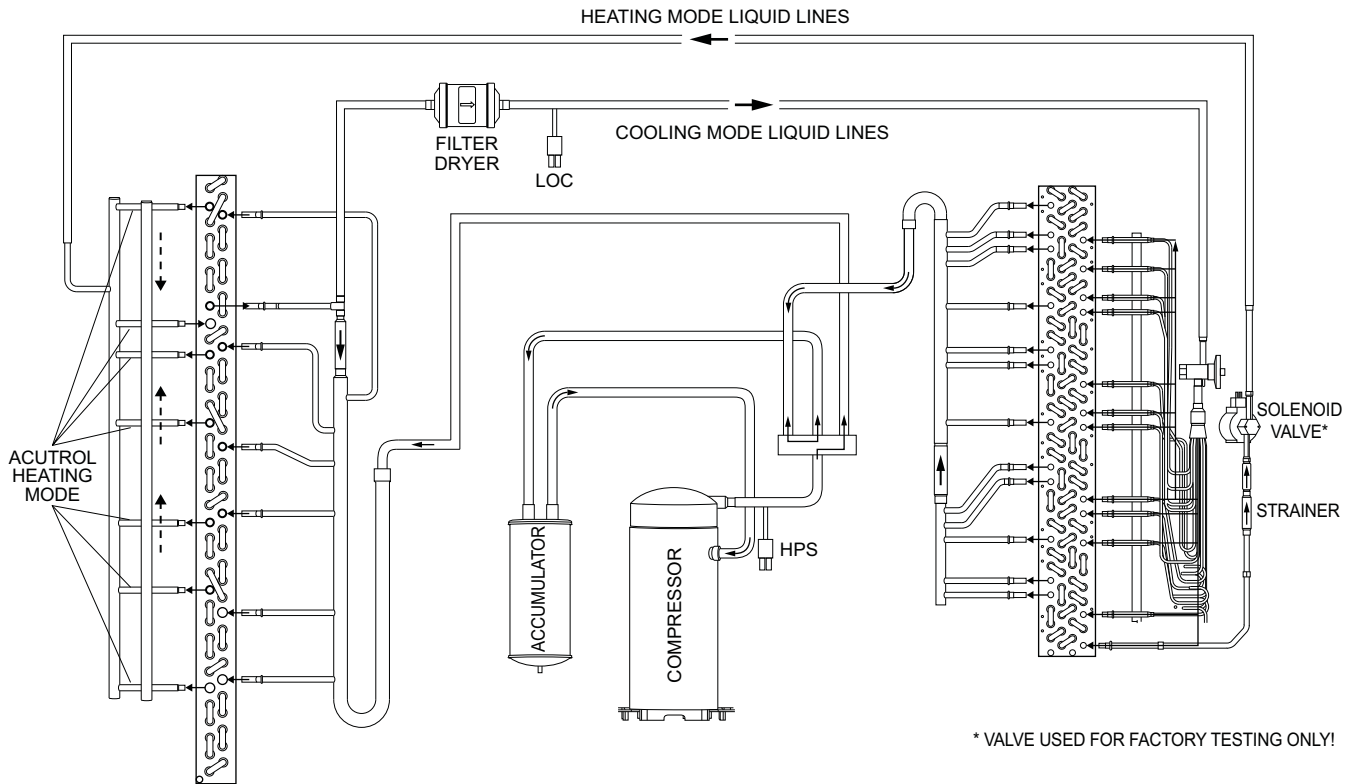 HEATING MODE LIQUID LINES
FILTER
DRYER
LOC
COOLING MODE LIQUID LINES
ACUTROL
HEATING
MODE
SOLENOID
VALVE*
STRAINER
HPS
ACCUMULATOR
COMPRESSOR
* VALVE USED FOR FACTORY TESTING ONLY!